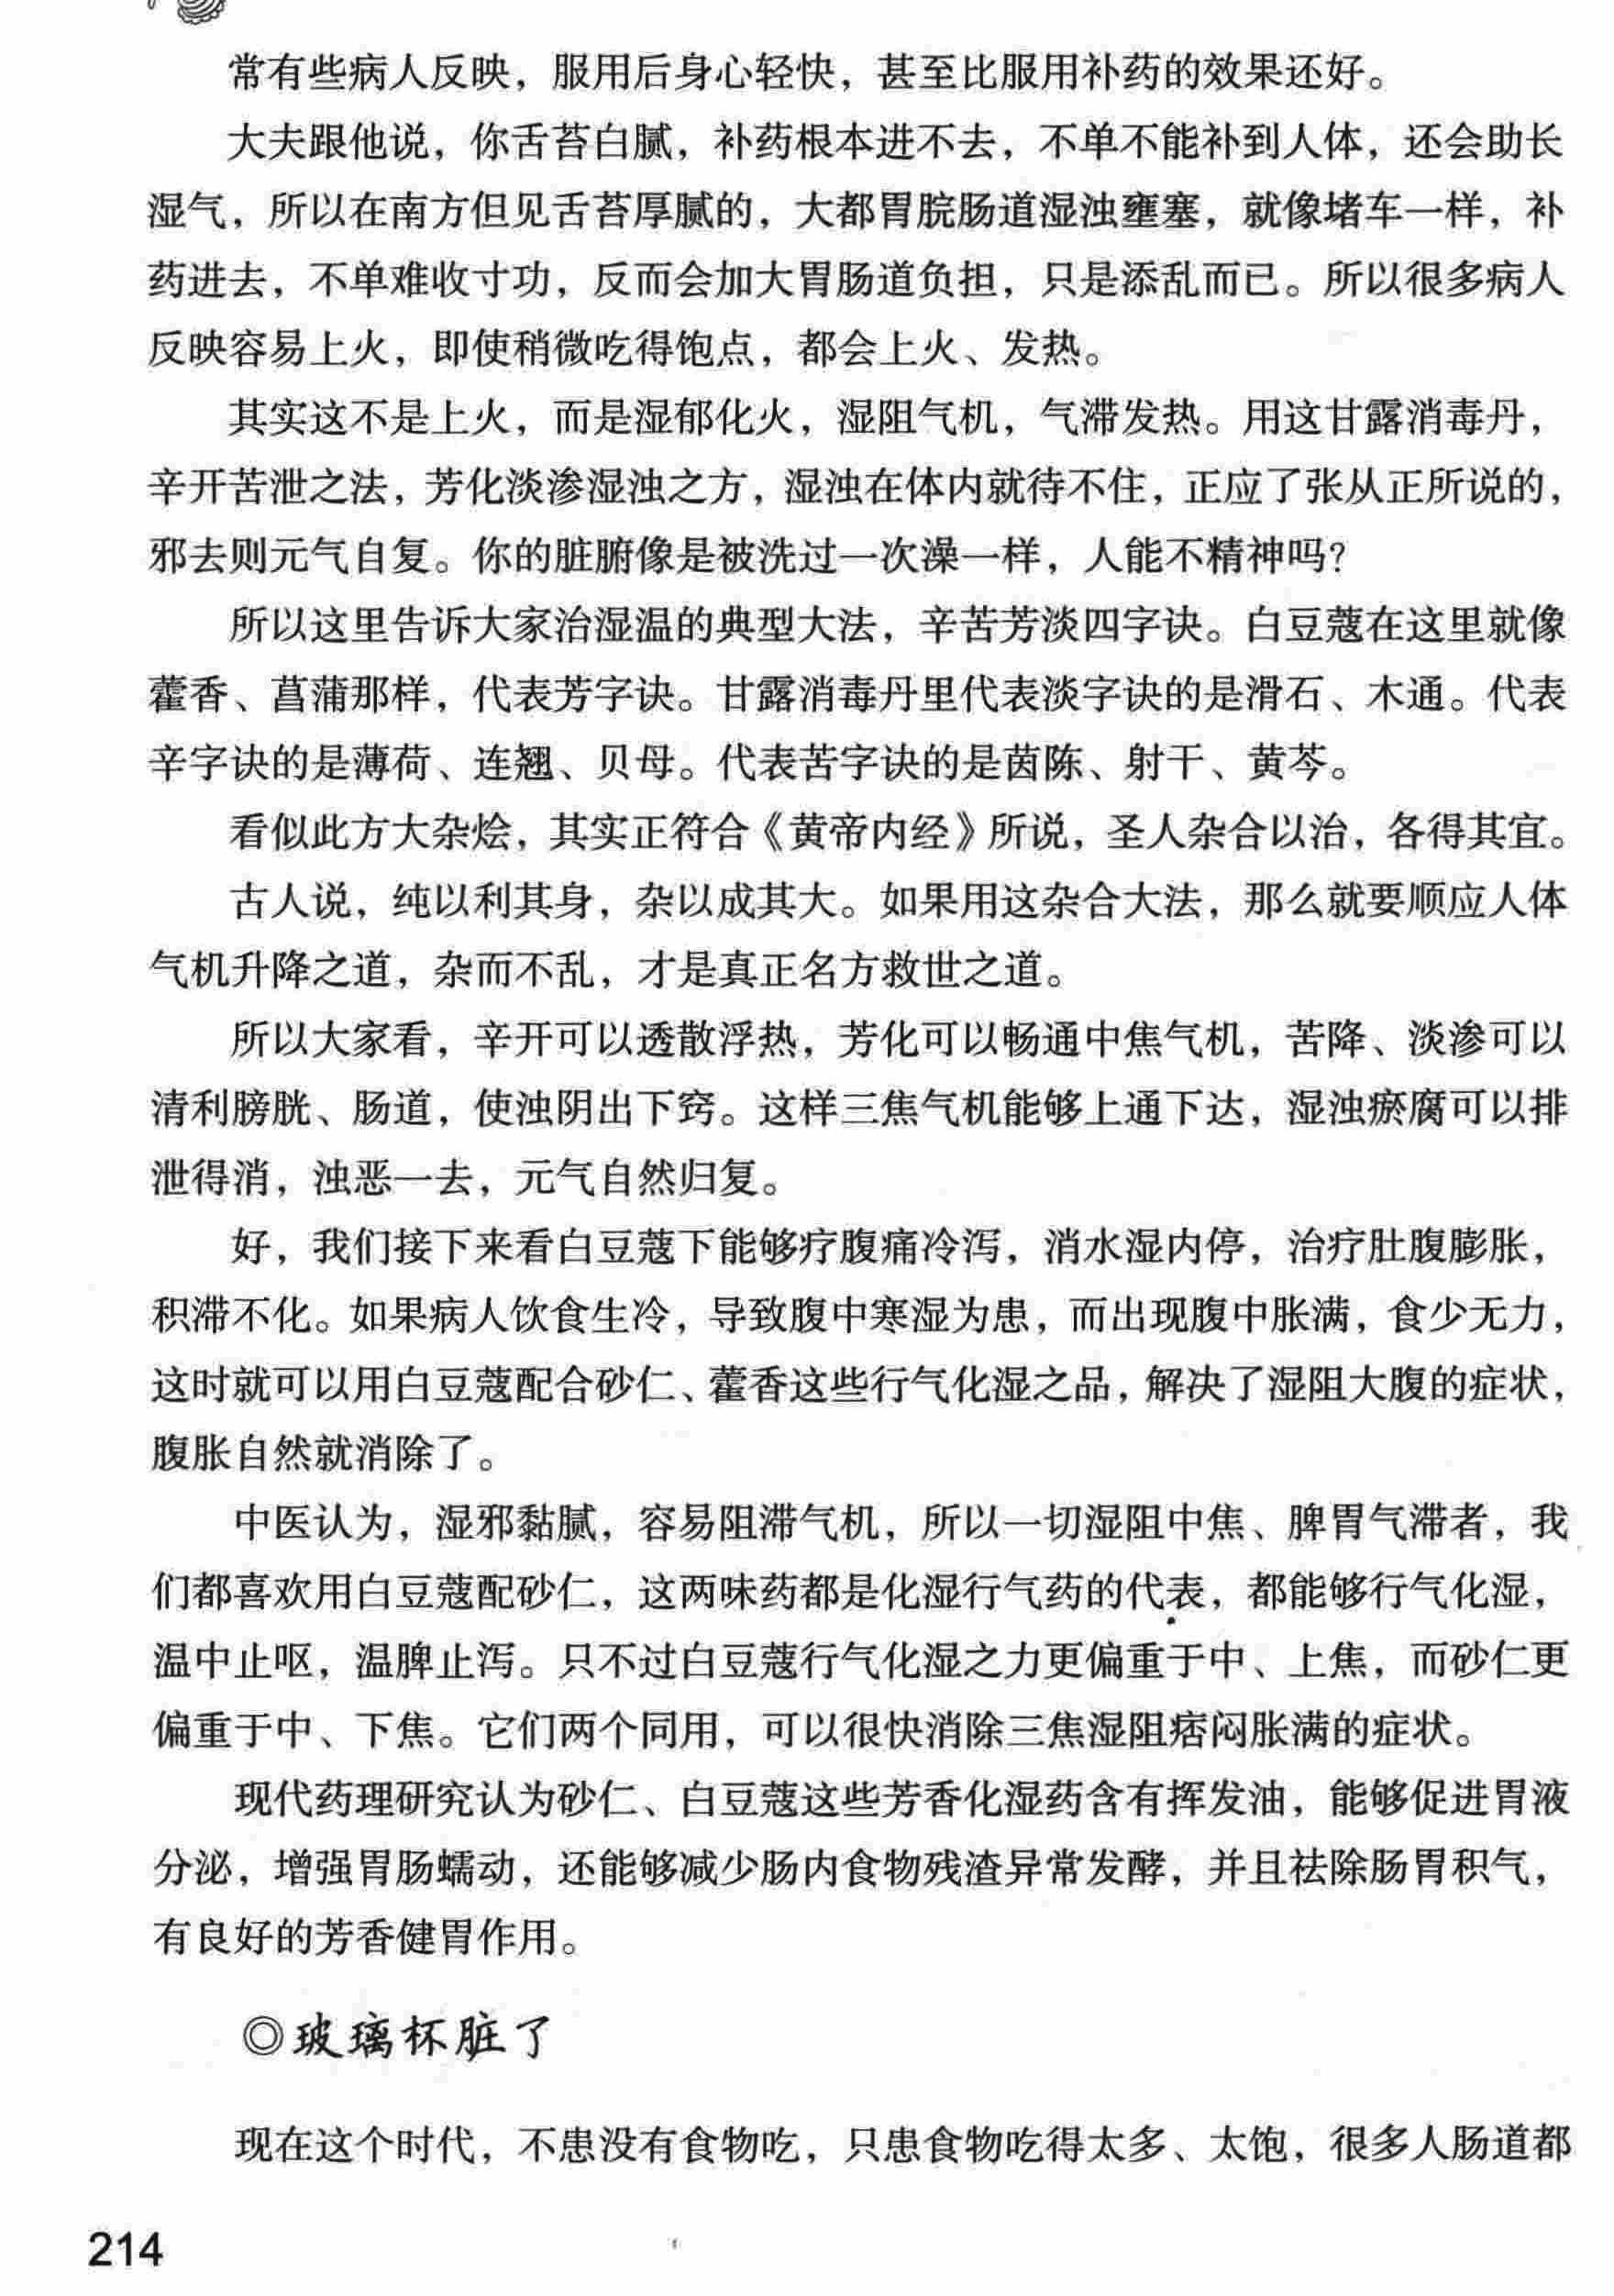 常有些病人反映，服用后身心轻快，甚至比服用补药的效果还好。
大夫跟他说，你舌苔白腻，补药根本进不去，不单不能补到人体，还会助长
湿气，所以在南方但见舌苔厚腻的，大都胃脘肠道湿浊壅塞，就像堵车一样，补
药进去，不单难收寸功，反而会加大胃肠道负担，只是添乱而已。所以很多病人
反映容易上火，即使稍微吃得饱点，都会上火、发热。
其实这不是上火，而是湿郁化火，湿阻气机，气滞发热。用这甘露消毒丹，
辛开苦泄之法，芳化淡渗湿浊之方，湿浊在体内就待不住，正应了张从正所说的，
邪去则元气自复。你的脏腑像是被洗过一次澡一样，人能不精神吗？
所以这里告诉大家治湿温的典型大法，辛苦芳淡四字诀。白豆蔻在这里就像
藿香、菖蒲那样，代表芳字诀。甘露消毒丹里代表淡字诀的是滑石、木通。代表
辛字诀的是薄荷、连翘、贝母。代表苦字诀的是茵陈、射干、黄芩。
看似此方大杂烩，其实正符合《黄帝内经》所说，圣人杂合以治，各得其宜。
古人说，纯以利其身，杂以成其大。如果用这杂合大法，那么就要顺应人体
气机升降之道，杂而不乱，才是真正名方救世之道。
所以大家看，辛开可以透散浮热，芳化可以畅通中焦气机，苦降、淡渗可以
清利膀胱、肠道，使浊阴出下窍。这样三焦气机能够上通下达，湿浊瘀腐可以排
泄得消，浊恶一去，元气自然归复。
好，我们接下来看白豆蔻下能够疗腹痛冷泻，消水湿内停，治疗肚腹膨胀，
积滞不化。如果病人饮食生冷，导致腹中寒湿为患，而出现腹中胀满，食少无力，
这时就可以用白豆蔻配合砂仁、藿香这些行气化湿之品，解决了湿阻大腹的症状，
腹胀自然就消除了。
中医认为，湿邪黏腻，容易阻滞气机，所以一切湿阻中焦、脾胃气滞者，我
们都喜欢用白豆蔻配砂仁，这两味药都是化湿行气药的代表，都能够行气化湿，
温中止呕，温脾止泻。只不过白豆蔻行气化湿之力更偏重于中、上焦，而砂仁更
偏重于中、下焦。它们两个同用，可以很快消除三焦湿阻痞闷胀满的症状。
现代药理研究认为砂仁、白豆蔻这些芳香化湿药含有挥发油，能够促进胃液
分泌，增强胃肠蠕动，还能够减少肠内食物残渣异常发酵，并且祛除肠胃积气，
有良好的芳香健胃作用。
◎玻璃杯脏了
现在这个时代，不患没有食物吃，只患食物吃得太多、太饱，很多人肠道都
214